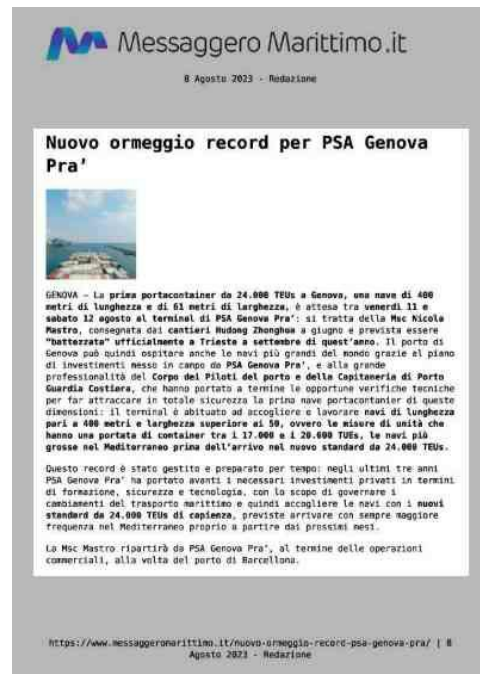 Messaggero Marittimo.it
8 Agosto 2023 - Redazione
Nuovo ormeggio record per PSA Genova
Pra’
GENOVA – La prima portacontainer da 24.000 TEUs a Genova, una nave di 400
metri di lunghezza e di 61 metri di larghezza, è attesa tra venerdì 11 e
sabato 12 agosto al terminal di PSA Genova Pra’: si tratta della Msc Nicola
Mastro, consegnata dai cantieri Hudong Zhonghua a giugno e prevista essere
“battezzata” ufficialmente a Trieste a settembre di quest’anno. Il porto di
Genova può quindi ospitare anche le navi più grandi del mondo grazie al piano
di investimenti messo in campo da PSA Genova Pra’, e alla grande
professionalità del Corpo dei Piloti del porto e della Capitaneria di Porto
Guardia Costiera, che hanno portato a termine le opportune verifiche tecniche
per far attraccare in totale sicurezza la prima nave portacontanier di queste
dimensioni: il terminal è abituato ad accogliere e lavorare navi di lunghezza
pari a 400 metri e larghezza superiore ai 59, ovvero le misure di unità che
hanno una portata di container tra i 17.000 e i 20.000 TUEs, le navi più
grosse nel Mediterraneo prima dell’arrivo nel nuovo standard da 24.000 TEUs.
Questo record è stato gestito e preparato per tempo: negli ultimi tre anni
PSA Genova Pra’ ha portato avanti i necessari investimenti privati in termini
di formazione, sicurezza e tecnologia, con lo scopo di governare i
cambiamenti del trasporto marittimo e quindi accogliere le navi con i nuovi
standard da 24.000 TEUs di capienza, previste arrivare con sempre maggiore
frequenza nel Mediterraneo proprio a partire dai prossimi mesi.
La Msc Mastro ripartirà da PSA Genova Pra’, al termine delle operazioni
commerciali, alla volta del porto di Barcellona.
https://www.messaggeromarittimo.it/nuovo-ormeggio-record-psa-genova-pra/ | 8
Agosto 2023 - Redazione